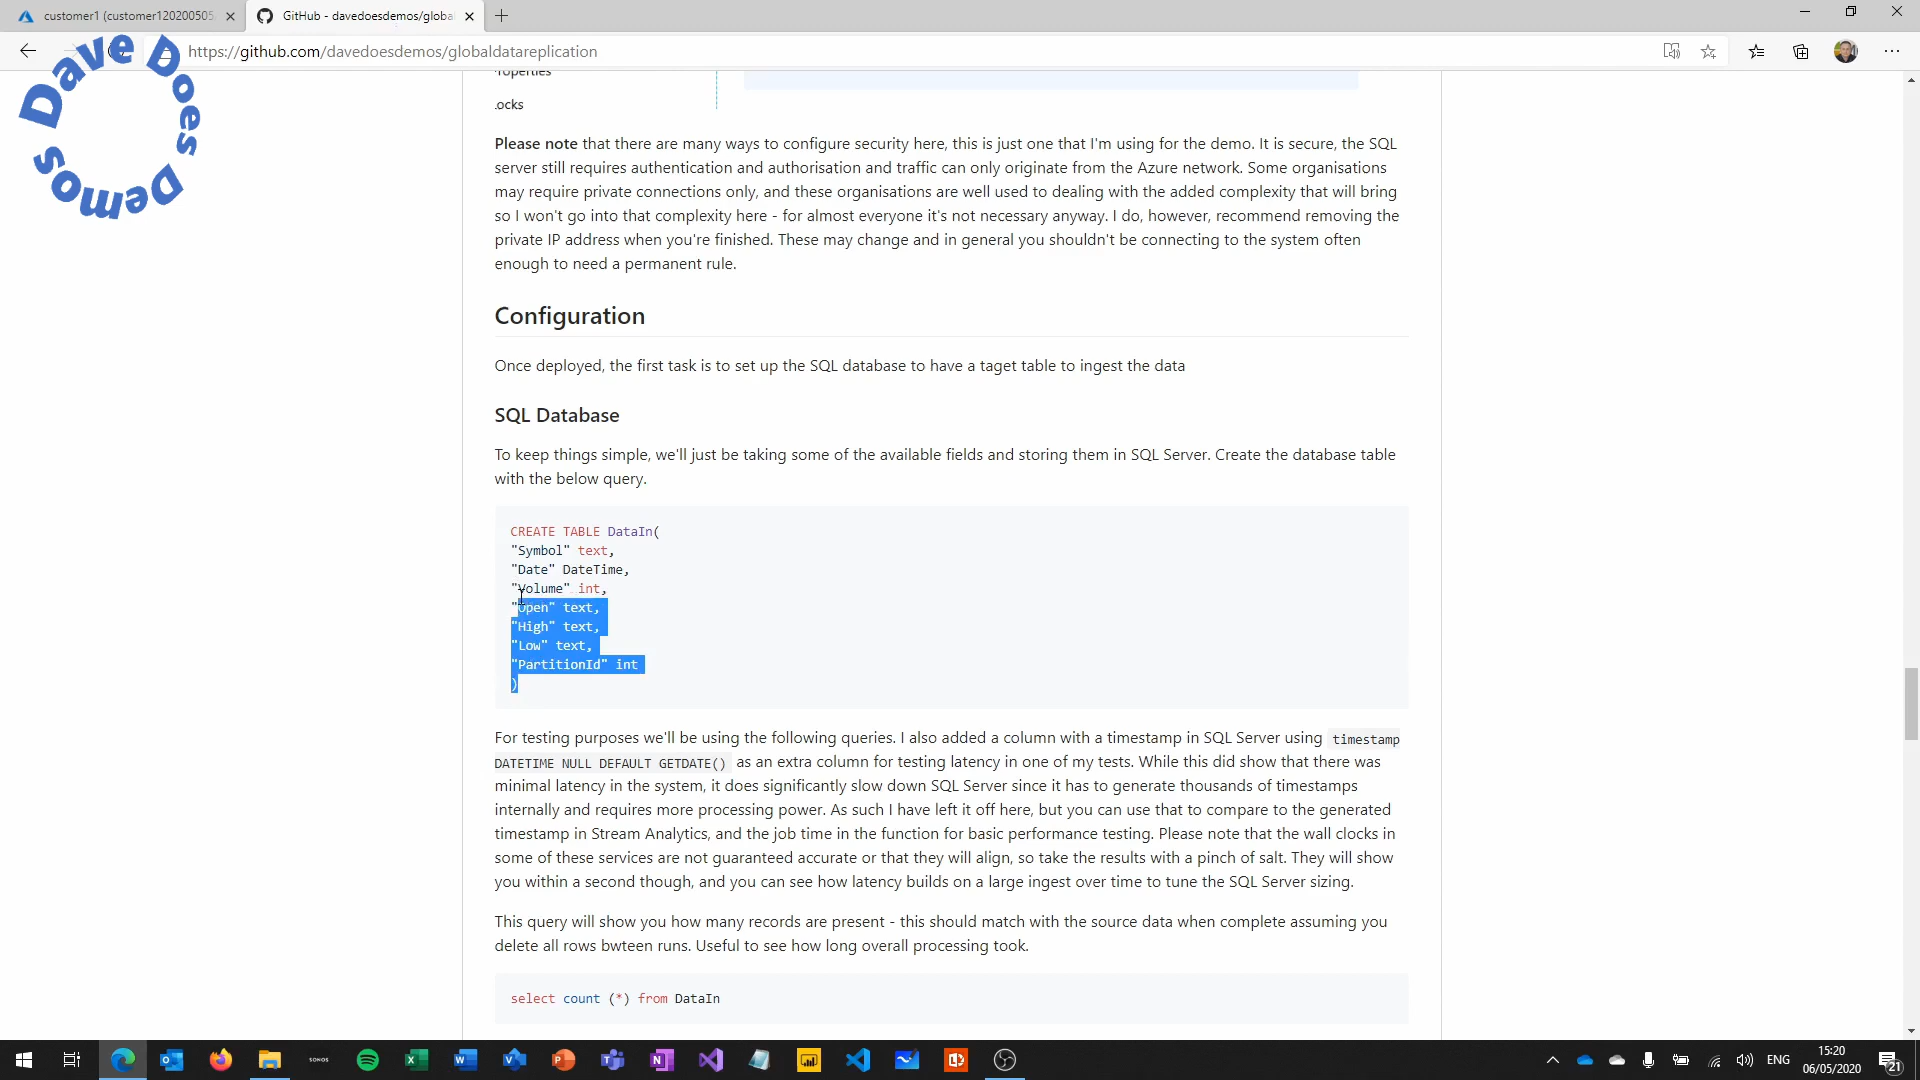 customer1 (customer120200505
GitHub - davedoesdemos/globa
https://github.com/davedoesdemos/globaldatareplication
Dave Does Demos
roperties
ocks
Please note that there are many ways to configure security here, this is just one that I'm using for the demo. It is secure, the SQL
server still requires authentication and authorisation and traffic can only originate from the Azure network. Some organisations
may require private connections only, and these organisations are well used to dealing with the added complexity that will bring
so I won't go into that complexity here - for almost everyone it's not necessary anyway. I do, however, recommend removing the
private IP address when you're finished. These may change and in general you shouldn't be connecting to the system often
enough to need a permanent rule.
Configuration
Once deployed, the first task is to set up the SQL database to have a taget table to ingest the data
SQL Database
To keep things simple, we'll just be taking some of the available fields and storing them in SQL Server. Create the database table
with the below query.
CREATE TABLE DataIn(
"Symbol" text,
"Date" DateTime,
"Volume" int,
"Open" text,
"High" text,
"Low" text,
"PartitionId" int
)
For testing purposes we'll be using the following queries. I also added a column with a timestamp in SQL Server using timestamp
DATETIME NULL DEFAULT GETDATE() as an extra column for testing latency in one of my tests. While this did show that there was
minimal latency in the system, it does significantly slow down SQL Server since it has to generate thousands of timestamps
internally and requires more processing power. As such I have left it off here, but you can use that to compare to the generated
timestamp in Stream Analytics, and the job time in the function for basic performance testing. Please note that the wall clocks in
some of these services are not guaranteed accurate or that they will align, so take the results with a pinch of salt. They will show
you within a second though, and you can see how latency builds on a large ingest over time to tune the SQL Server sizing.
This query will show you how many records are present - this should match with the source data when complete assuming you
delete all rows bwteen runs. Useful to see how long overall processing took.
select count (*) from DataIn
SONOS
ENG
15:20
06/05/2020
21